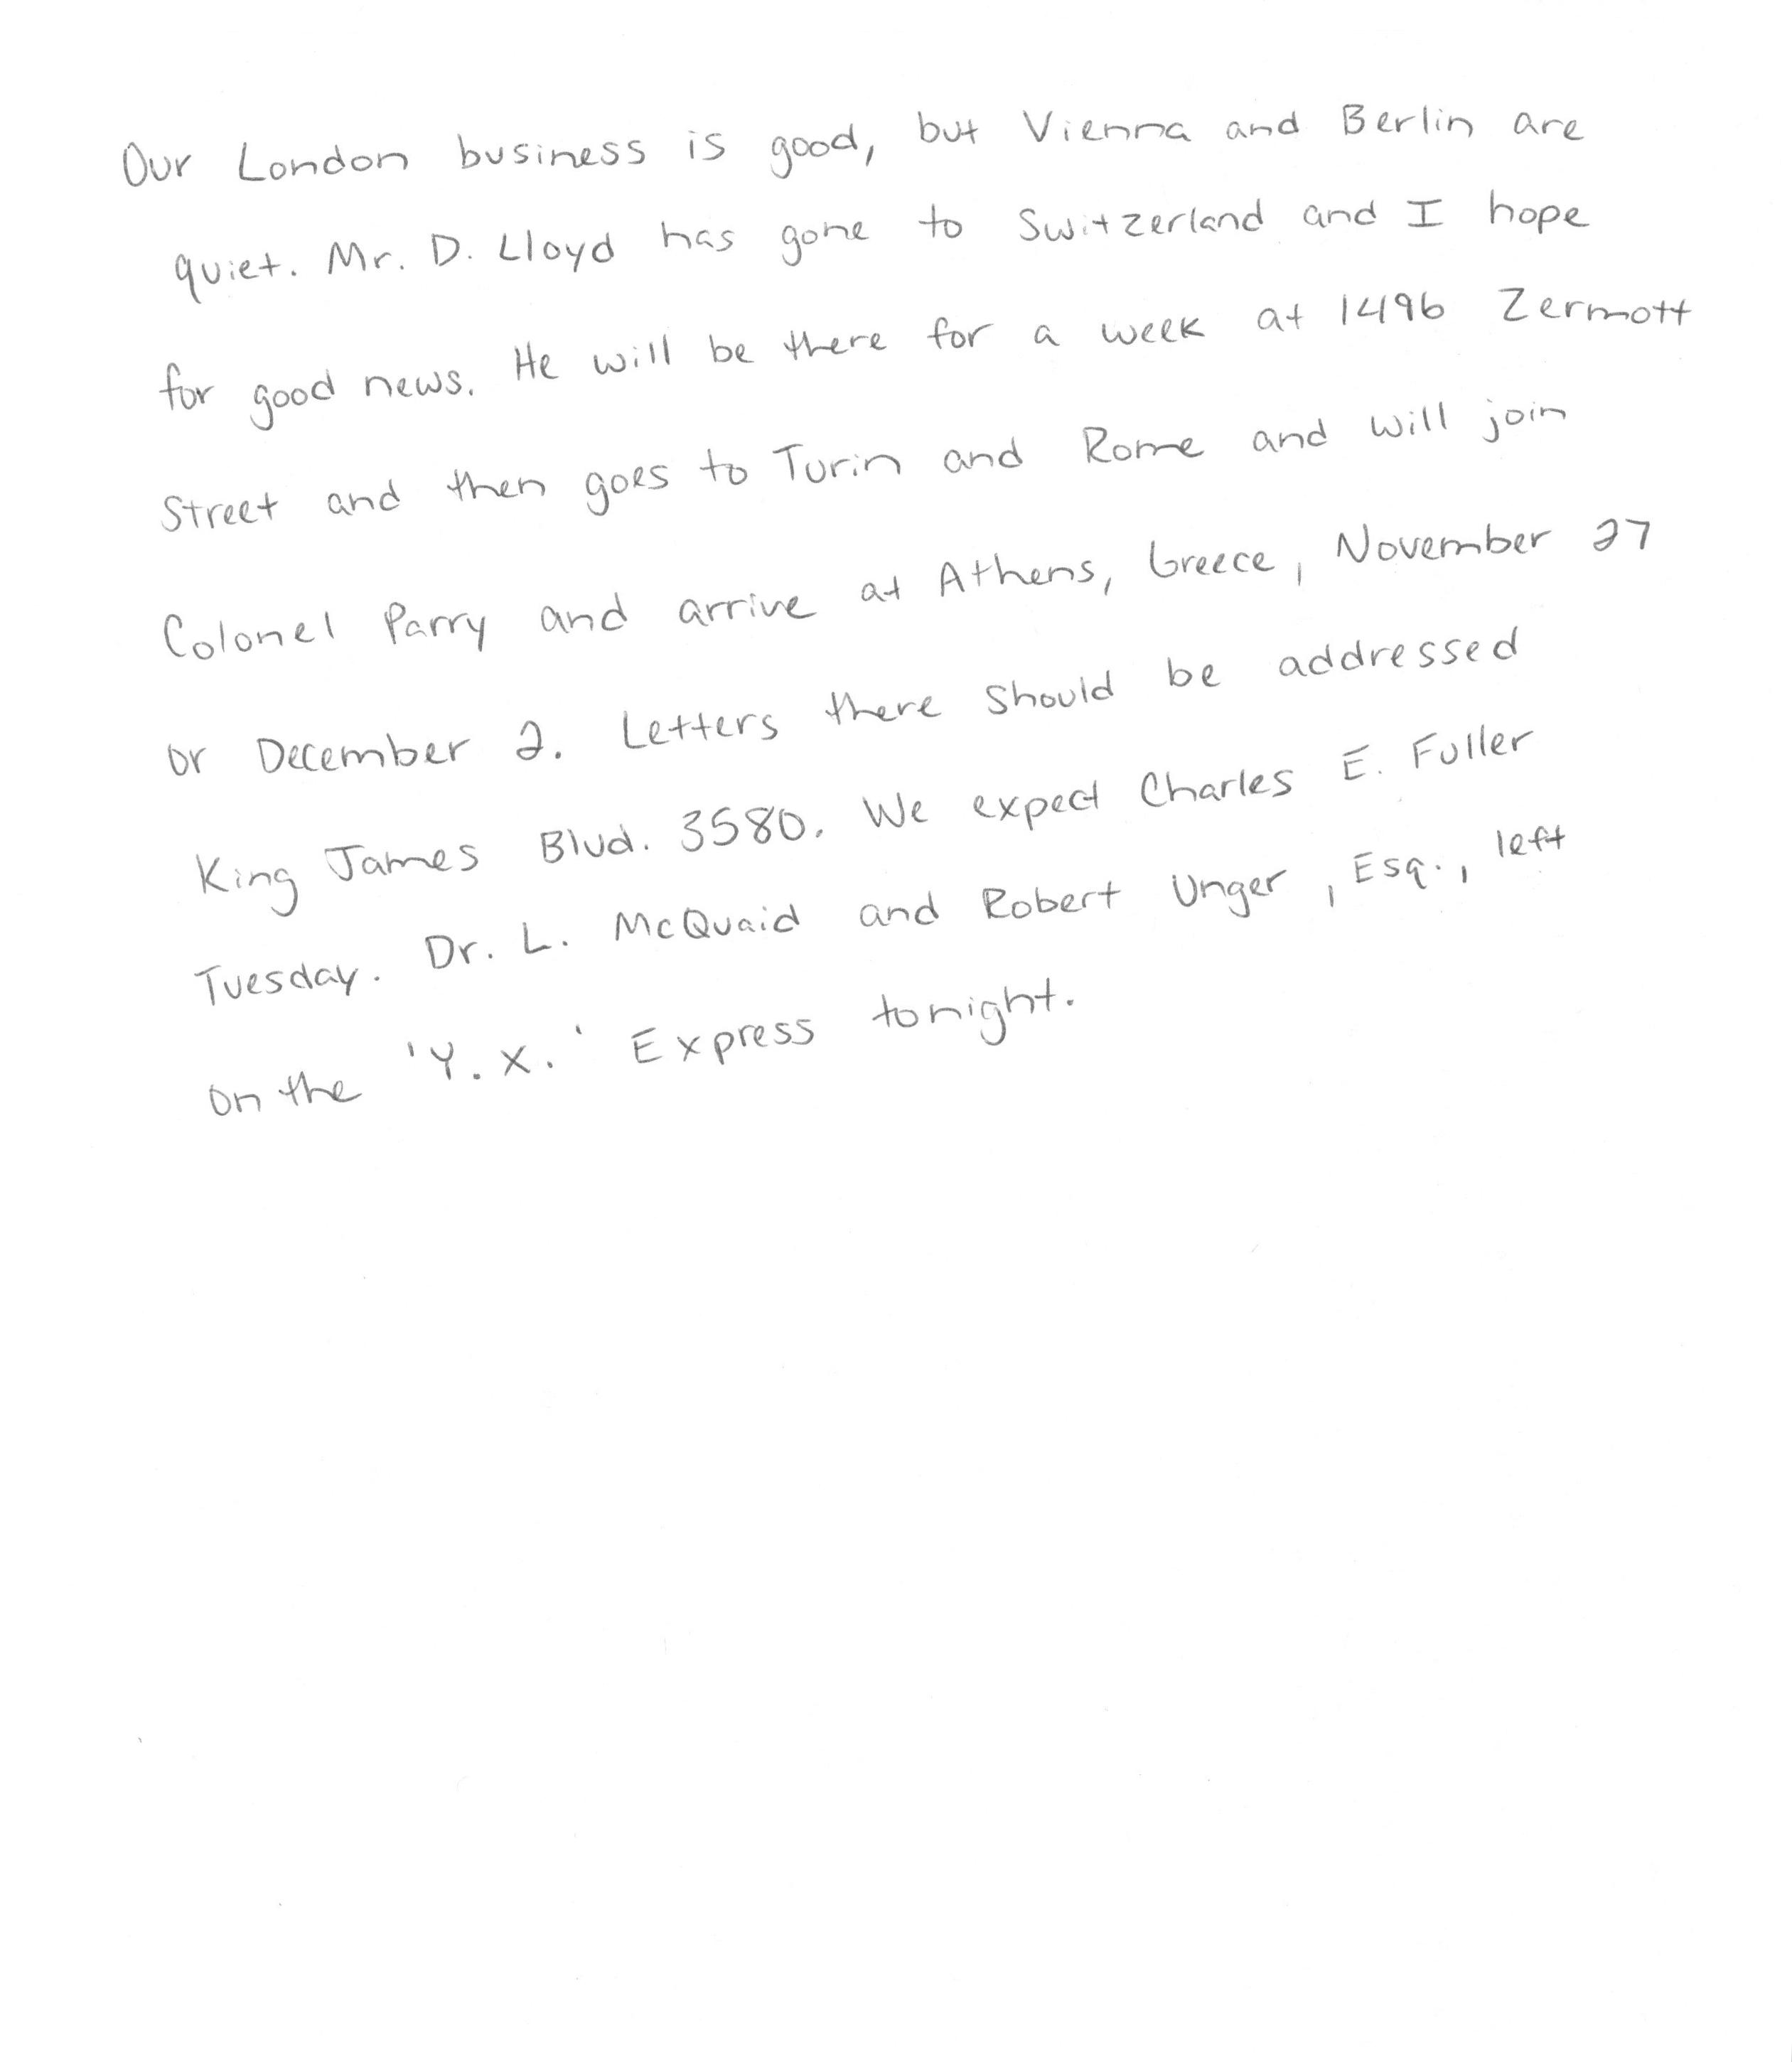 Our London business is good, but Vienna and Berlin are
quiet. Mr. D. Lloyd has gone to Switzerland and I hope
for good news. He will be there for a week at 1496 Zermott
Street and then goes to Turin and Rome and will join
Colonel Parry and arrive at Athens, Greece, November 27
or December 2. Letters there should be addressed
King James Blvd. 3580. We expect Charles E. Fuller
Tuesday. Dr. L. McQuaid and Robert Unger, Esq., left
on the 'Y.X.' Express tonight.